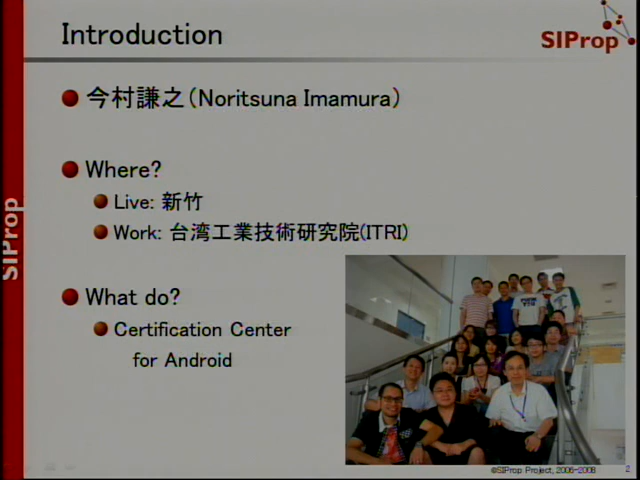 Introduction
SIProp
今村謙之（Noritsuna Imamura）
Where?
Live: 新竹
Work: 台湾工業技術研究院(ITRI)
What do?
Certification Center
for Android
SIProp
©SIProp Project, 2006-2008
2